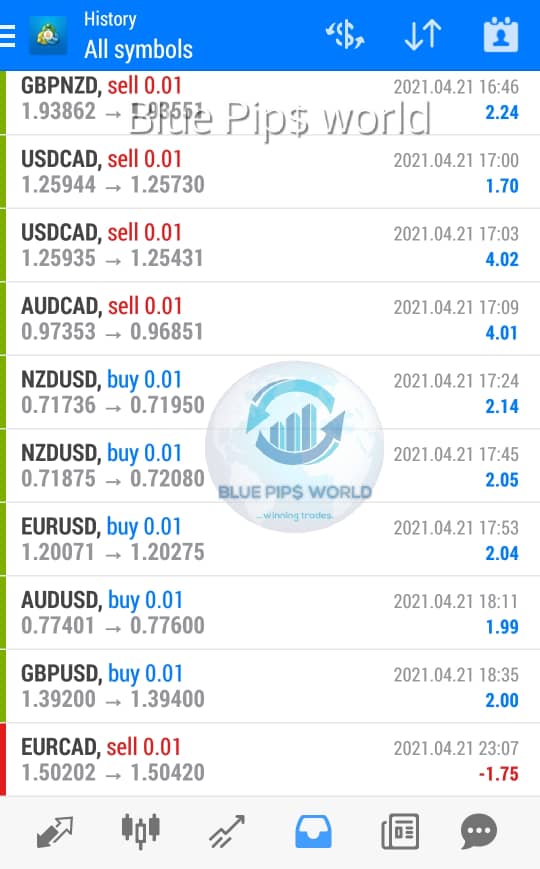 History
All symbols
GBPNZD, sell 0.01 2021.04.21 16:46
1.93862 → 1.93551 2.24
Blue Pip$ world
USDCAD, sell 0.01 2021.04.21 17:00
1.25944 → 1.25730 1.70
USDCAD, sell 0.01 2021.04.21 17:03
1.25935 → 1.25431 4.02
AUDCAD, sell 0.01 2021.04.21 17:09
0.97353 → 0.96851 4.01
NZDUSD, buy 0.01 2021.04.21 17:24
0.71736 → 0.71950 2.14
NZDUSD, buy 0.01 2021.04.21 17:45
0.71875 → 0.72080 2.05
BLUE PIP$ WORLD
...winning trades.
EURUSD, buy 0.01 2021.04.21 17:53
1.20071 → 1.20275 2.04
AUDUSD, buy 0.01 2021.04.21 18:11
0.77401 → 0.77600 1.99
GBPUSD, buy 0.01 2021.04.21 18:35
1.39200 → 1.39400 2.00
EURCAD, sell 0.01 2021.04.21 23:07
1.50202 → 1.50420 -1.75